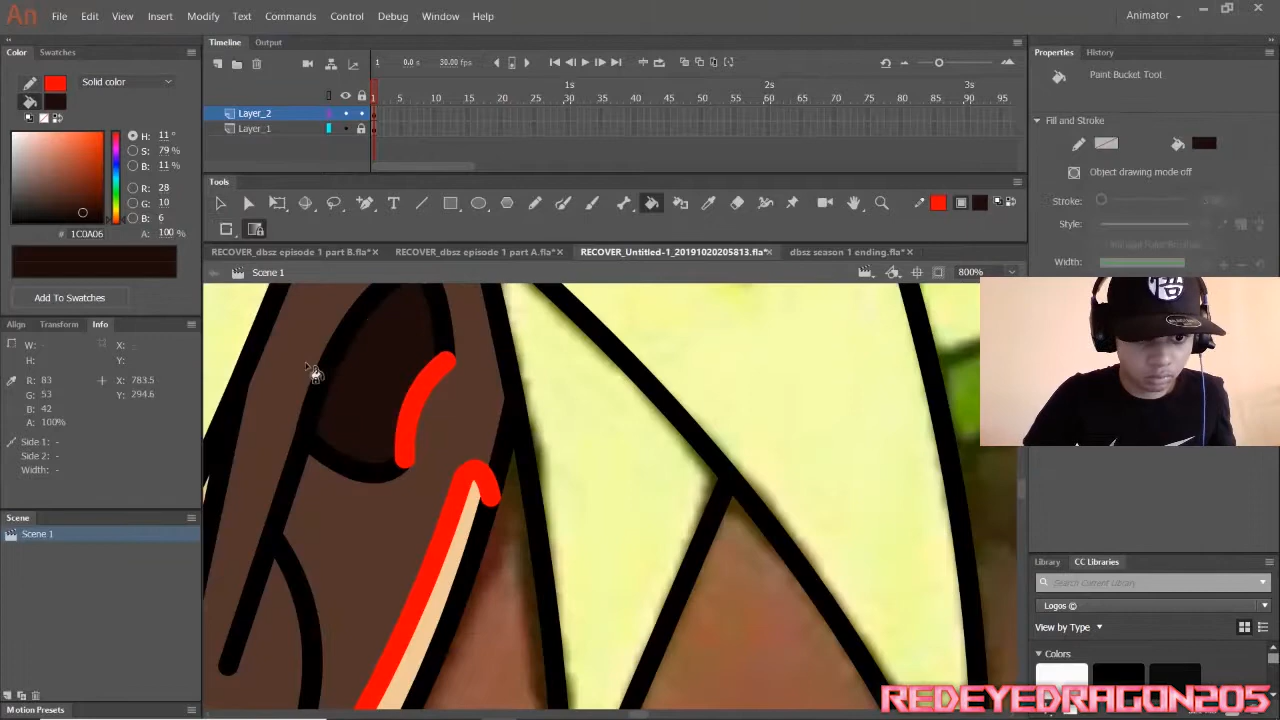 An File Edit View Insert Modify Text Commands Control Debug Window Help Animator
Color Swatches
Solid color
H: 11 °
S: 79 %
B: 11 %
R: 28
G: 10
B: 6
# 1C0A06 A: 100 %
Add To Swatches
Align Transform Info
W: - X: -
H: Y:
R: 83 X: 783.5
G: 53 Y: 294.6
B: 42
A: 100%
Side 1: -
Side 2: -
Width: -
Scene
Scene 1
Motion Presets
Timeline Output
1 0.0 s 30.00 fps
1s 2s 3s
1 5 10 15 20 25 30 35 40 45 50 55 60 65 70 75 80 85 90 95
Layer_2
Layer_1
Tools
RECOVER_dbsz episode 1 part B.fla* RECOVER_dbsz episode 1 part A.fla* RECOVER_Untitled-1_20191020205813.fla* dbsz season 1 ending.fla*
Scene 1 800%
Properties History
Paint Bucket Tool
Fill and Stroke
Object drawing mode off
Stroke:
Style:
Width:
Library CC Libraries
Search Current Library
Logos ©
View by Type
Colors
REDEYEDRAGON205